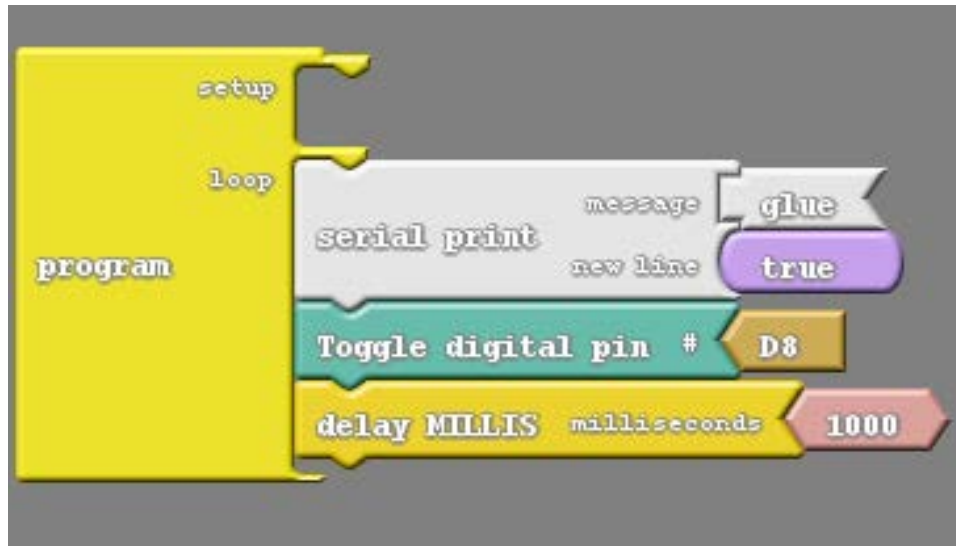 setup
loop
program
serial print
message glue
new line true
Toggle digital pin # D8
delay MILLIS milliseconds 1000